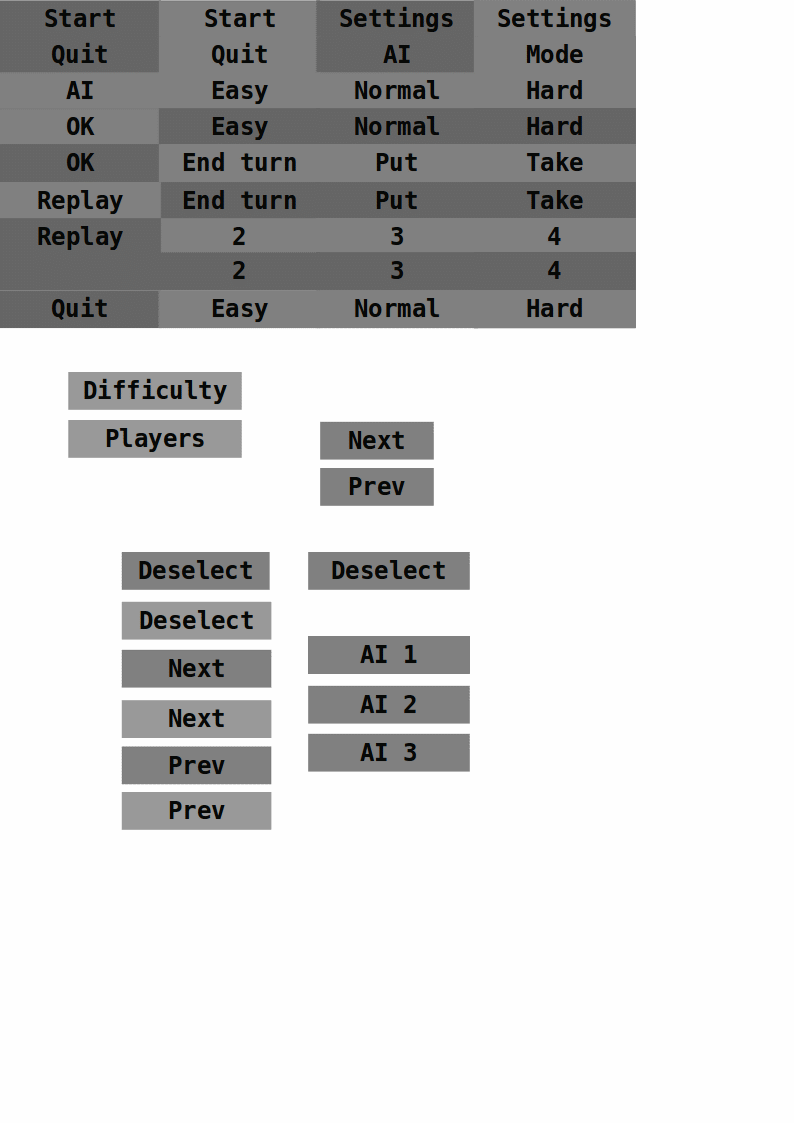 Start Start Settings Settings
Quit Quit AI Mode
AI Easy Normal Hard
OK Easy Normal Hard
OK End turn Put Take
Replay End turn Put Take
Replay 2 3 4
2 3 4
Quit Easy Normal Hard
Difficulty
Players
Next
Prev
Deselect Deselect
Deselect
AI 1
Next
AI 2
Next
AI 3
Prev
Prev